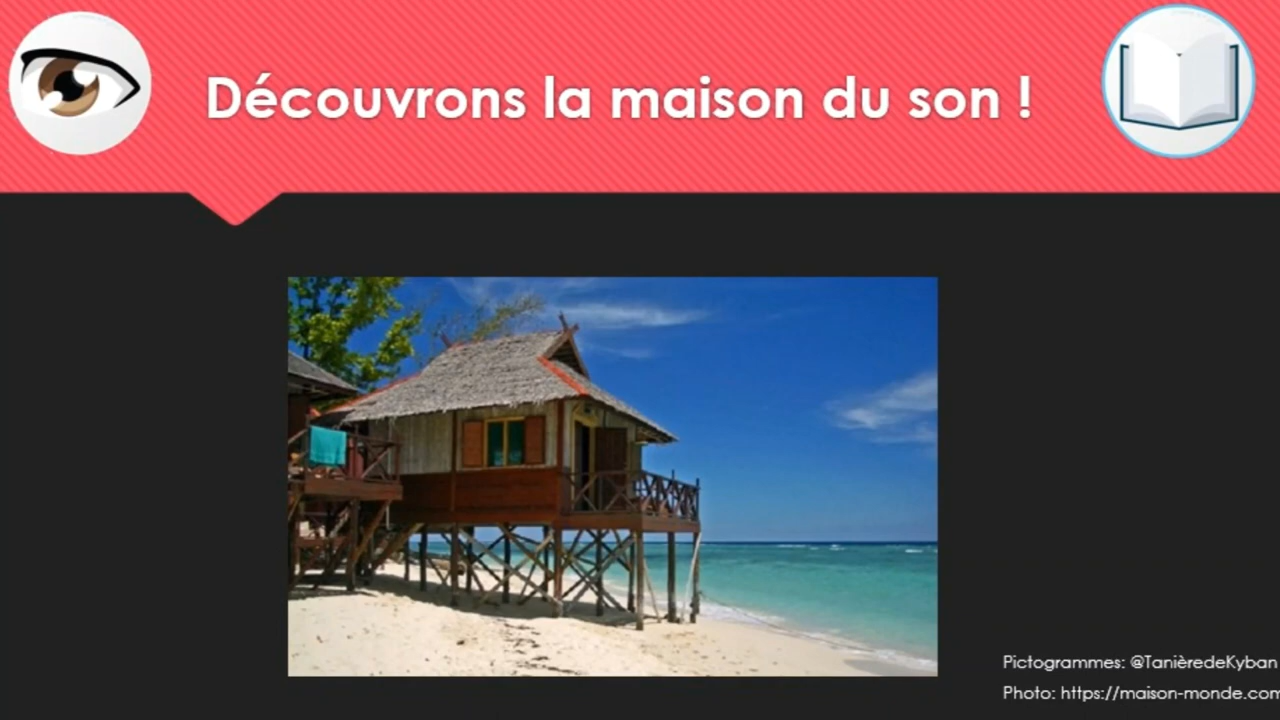 Découvrons la maison du son !
Pictogrammes: @TanièredeKyban
Photo: https://maison-monde.com